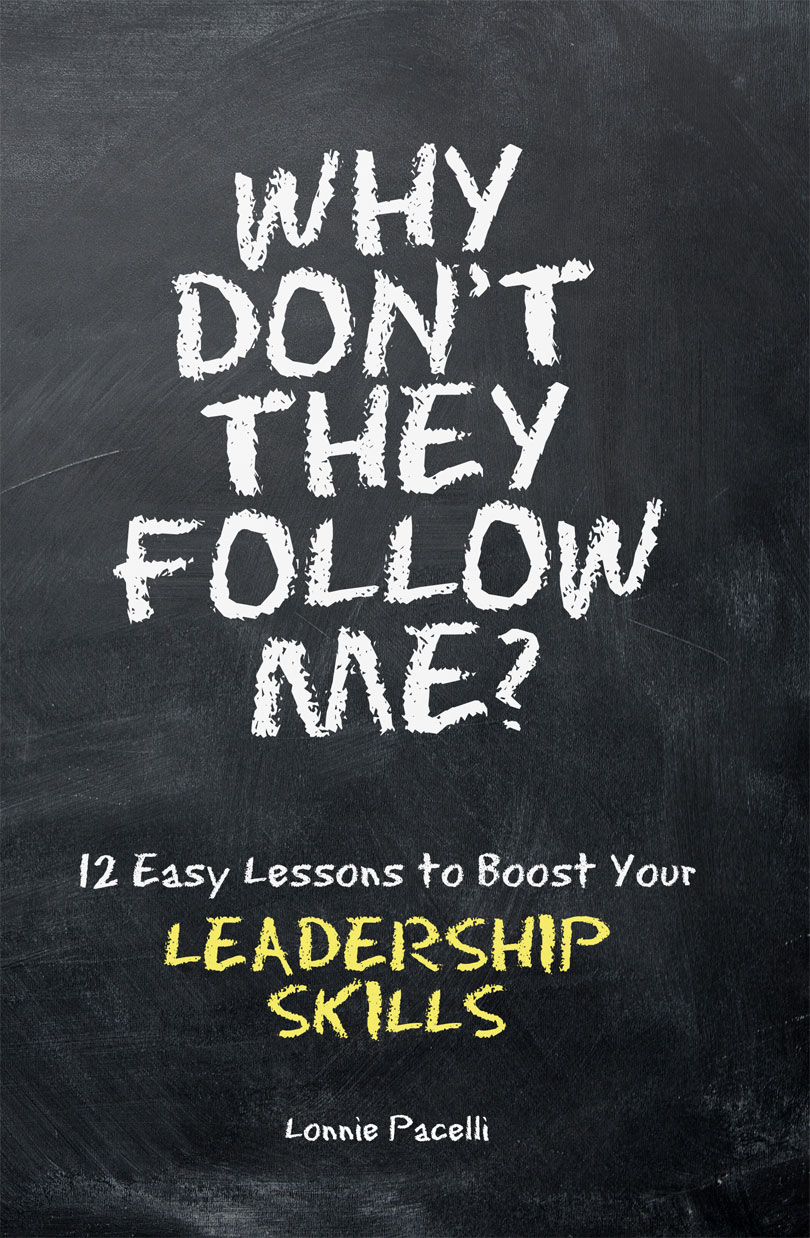 WHY
DON'T
THEY
FOLLOW
ME?
12 Easy Lessons to Boost Your
LEADERSHIP
SKILLS
Lonnie Pacelli